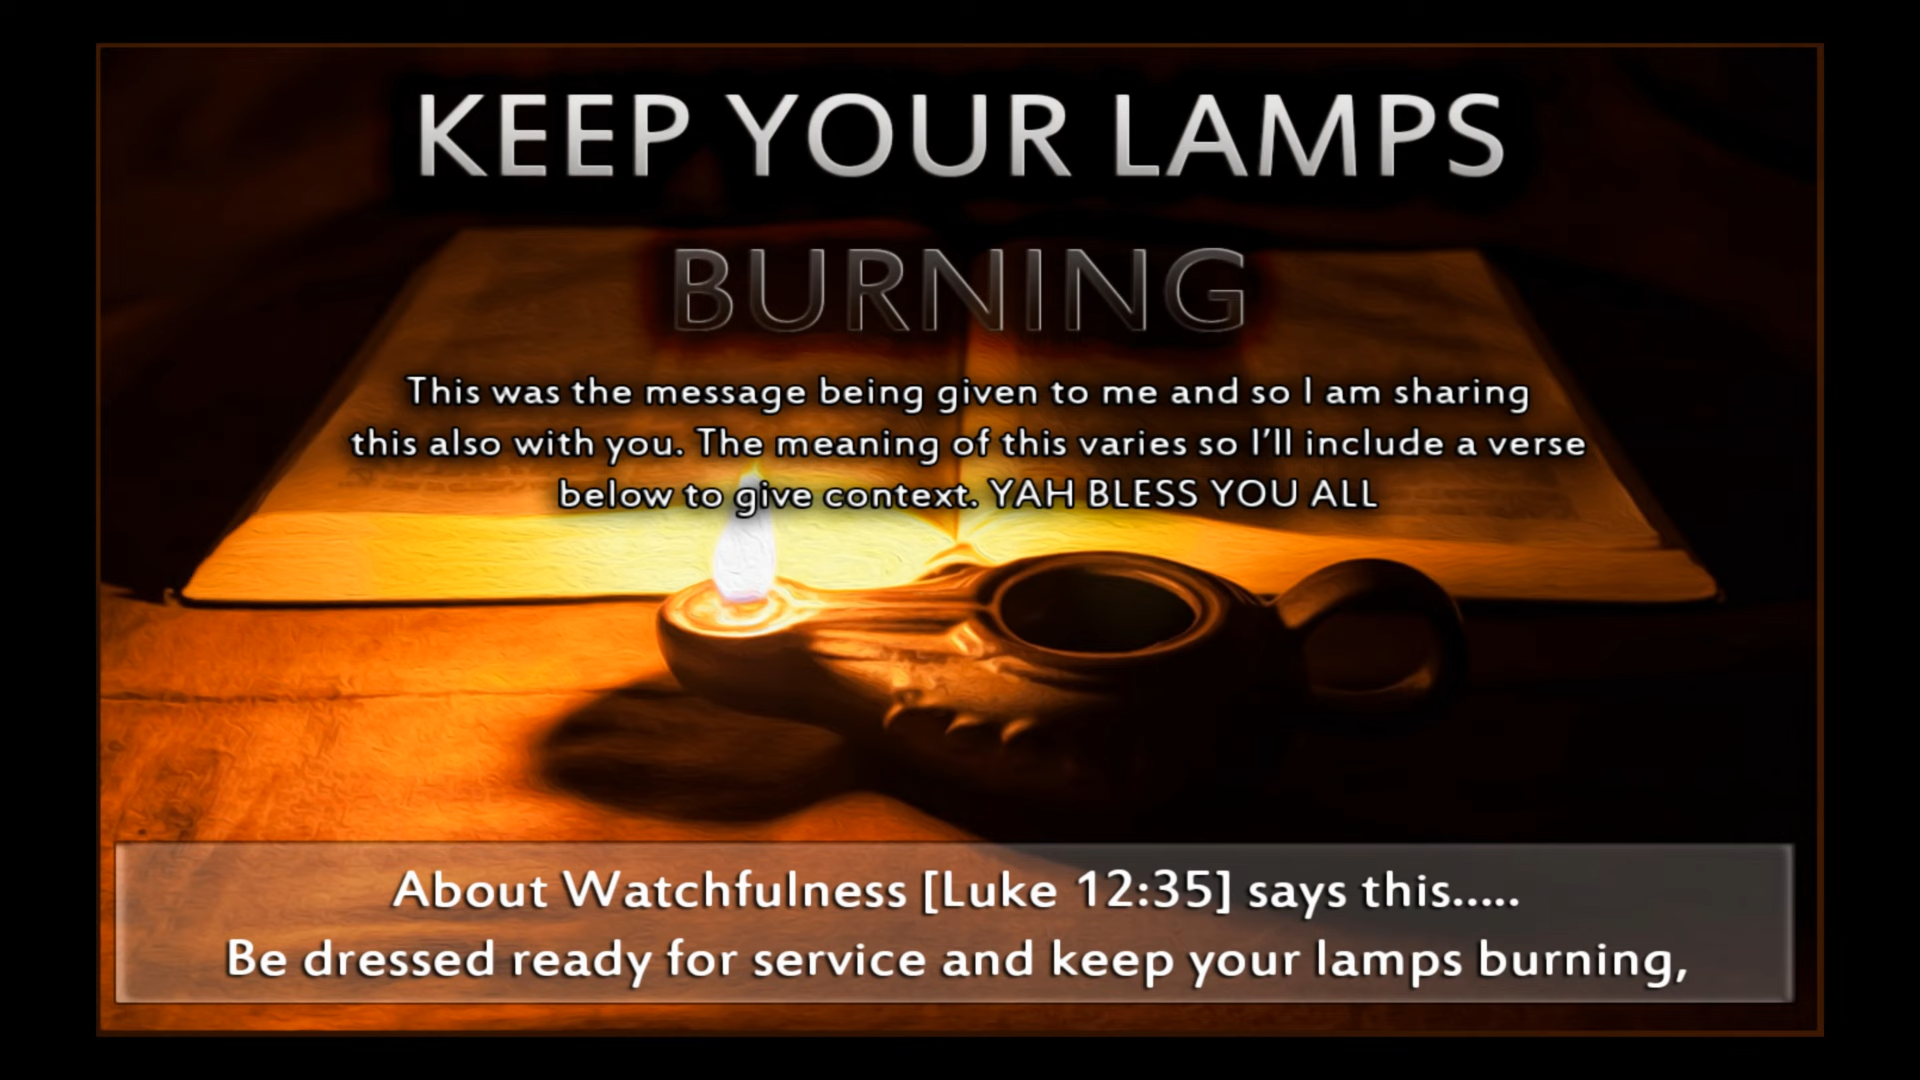 KEEP YOUR LAMPS
BURNING
This was the message being given to me and so I am sharing
this also with you. The meaning of this varies so I'll include a verse
below to give context. YAH BLESS YOU ALL
About Watchfulness [Luke 12:35] says this.....
Be dressed ready for service and keep your lamps burning,